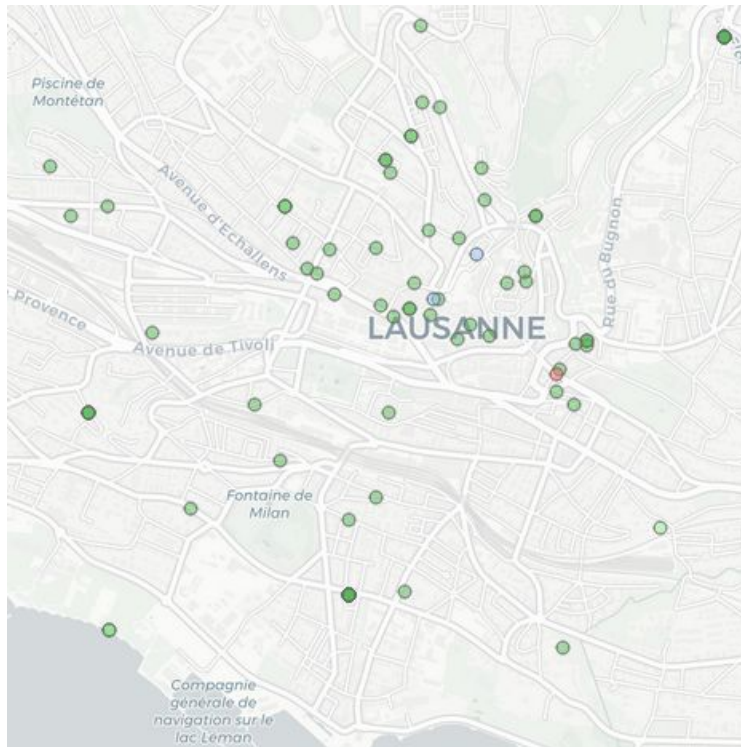 Piscine de
Montétan
Avenue d'Echallens
Rue du Bugnon
Provence
LAUSANNE
Avenue de Tivoli
Fontaine de
Milan
Compagnie
générale de
navigation sur le
lac Leman